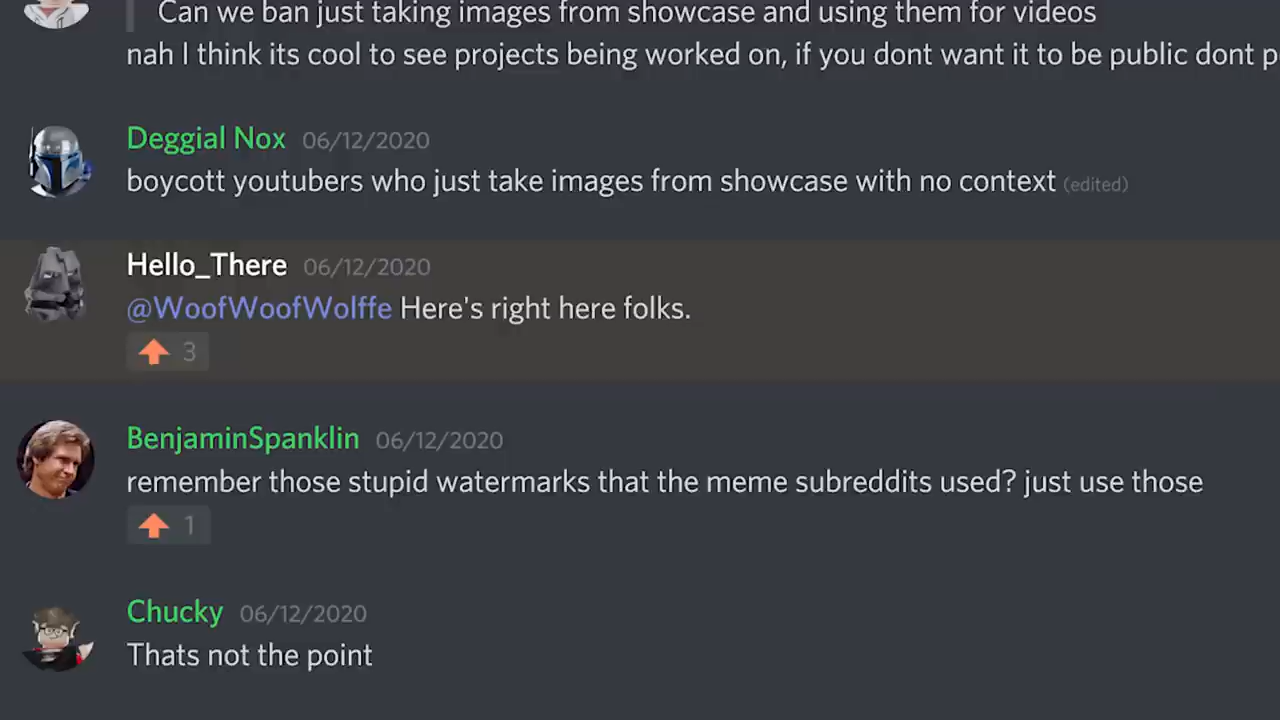 Can we ban just taking images from showcase and using them for videos
nah I think its cool to see projects being worked on, if you dont want it to be public dont
Deggial Nox 06/12/2020
boycott youtubers who just take images from showcase with no context (edited)
Hello_There 06/12/2020
@WoofWoofWolffe Here's right here folks.
3
BenjaminSpanklin 06/12/2020
remember those stupid watermarks that the meme subreddits used? just use those
1
Chucky 06/12/2020
Thats not the point